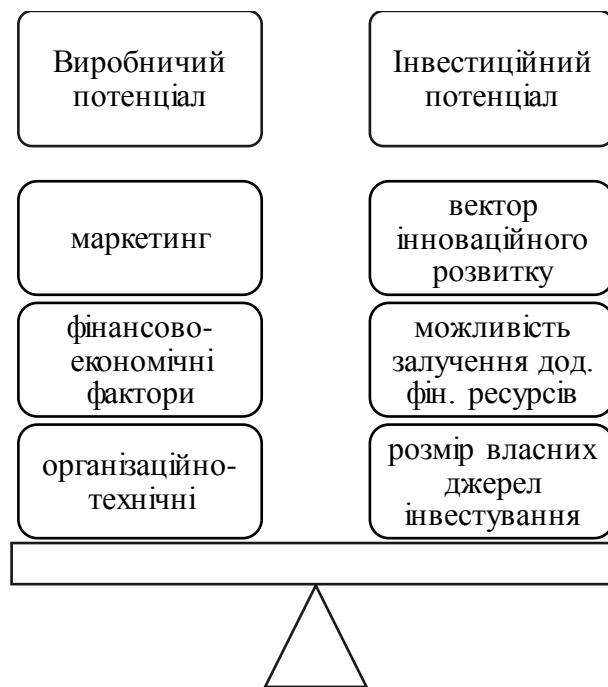 Виробничий
потенціал
Інвестиційний
потенціал
маркетинг
вектор
інноваційного
розвитку
фінансово-
економічні
фактори
можливість
залучення дод.
фін. ресурсів
організаційно-
технічні
розмір власних
джерел
інвестування